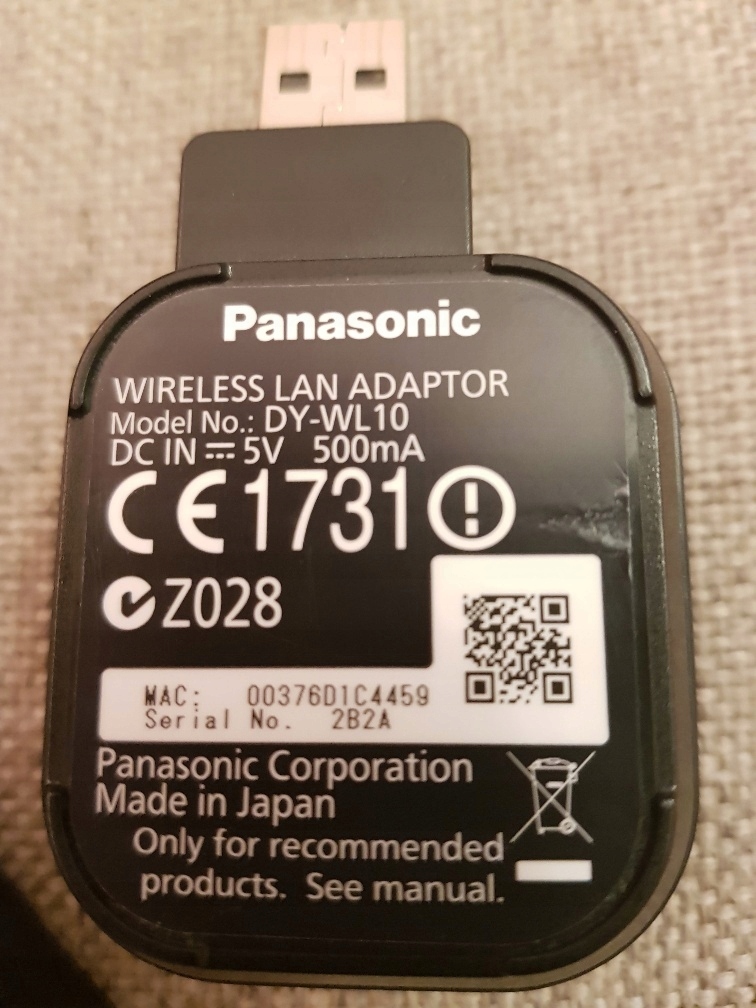 Panasonic
WIRELESS LAN ADAPTOR
Model No.: DY-WL10
DC IN ⎓ 5V 500mA
CE1731
Z028
MAC: 00376D1C4459
Serial No. 2B2A
Panasonic Corporation
Made in Japan
Only for recommended
products. See manual.